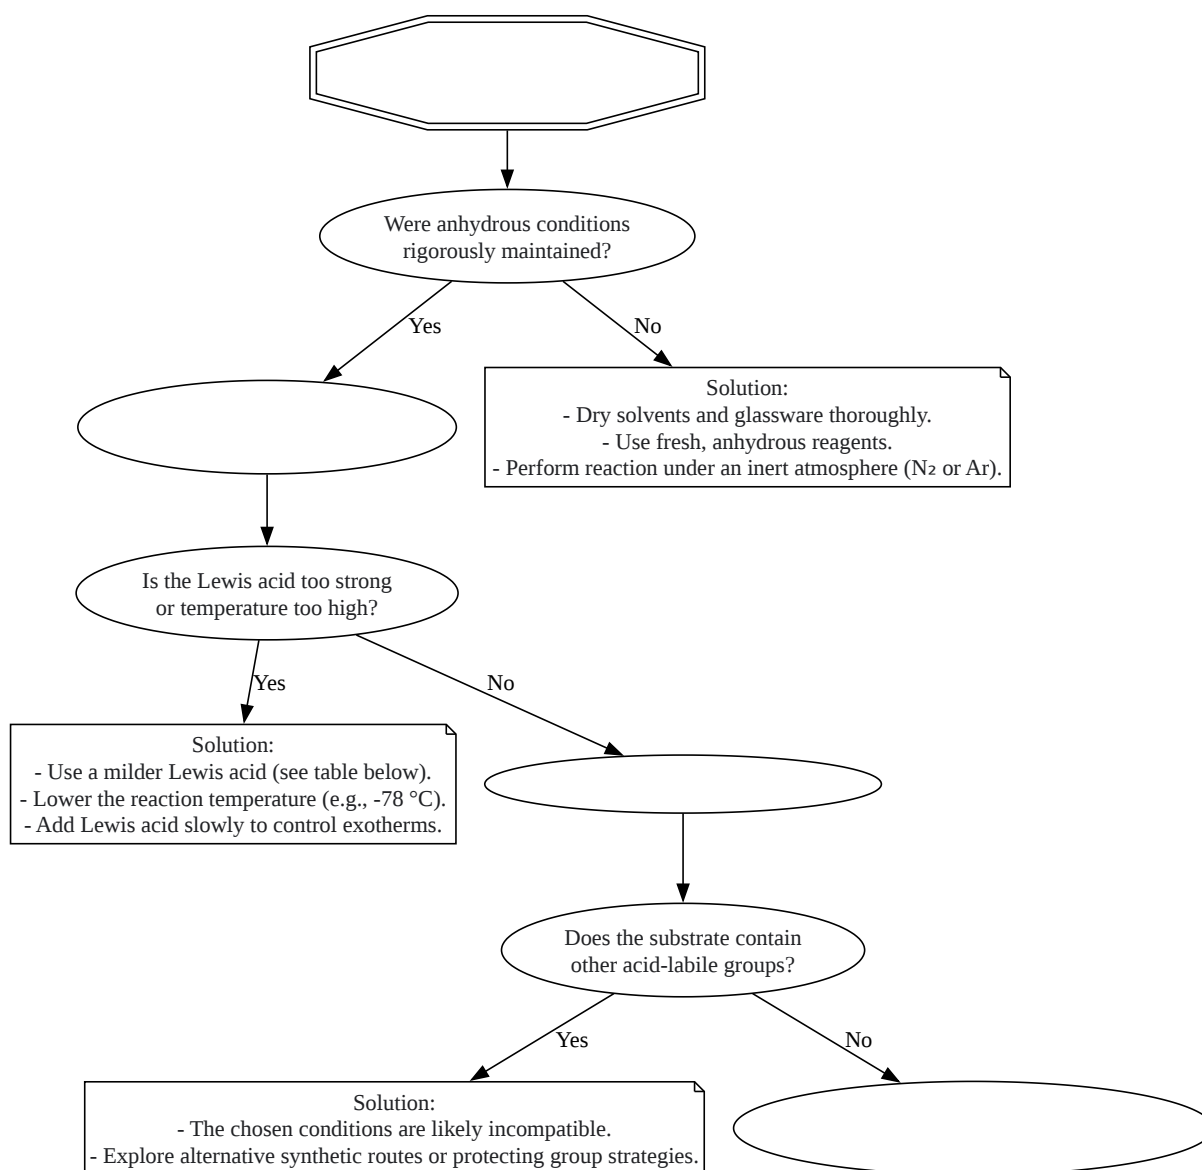 Were anhydrous conditions
rigorously maintained?
Yes
No
Solution:
- Dry solvents and glassware thoroughly.
- Use fresh, anhydrous reagents.
- Perform reaction under an inert atmosphere (N₂ or Ar).
Is the Lewis acid too strong
or temperature too high?
Yes
No
Solution:
- Use a milder Lewis acid (see table below).
- Lower the reaction temperature (e.g., -78 °C).
- Add Lewis acid slowly to control exotherms.
Does the substrate contain
other acid-labile groups?
Yes
No
Solution:
- The chosen conditions are likely incompatible.
- Explore alternative synthetic routes or protecting group strategies.